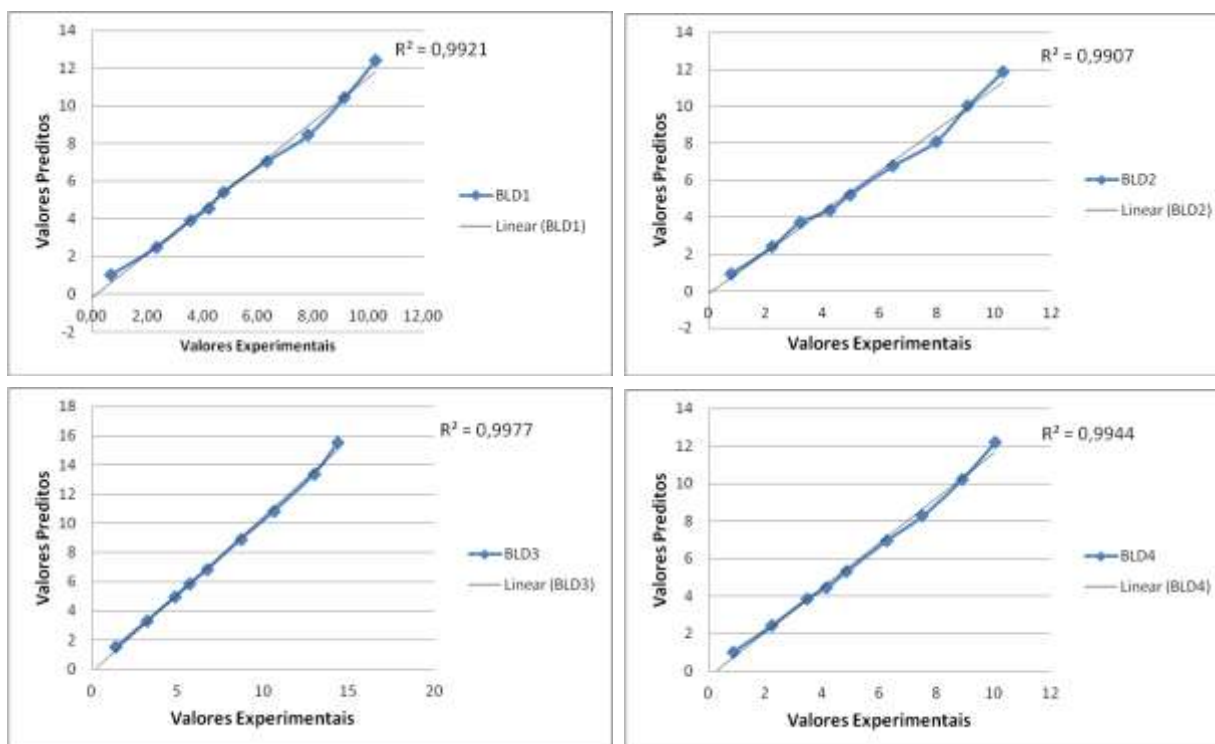 14
12
10
8
6
4
2
0
-2
0,00 2,00 4,00 6,00 8,00 10,00 12,00
Valores Preditos
Valores Experimentais
R² = 0,9921
BLD1
Linear (BLD1)
14
12
10
8
6
4
2
0
-2
0 2 4 6 8 10 12
Valores Preditos
Valores Experimentais
R² = 0,9907
BLD2
Linear (BLD2)
18
16
14
12
10
8
6
4
2
0
0 5 10 15 20
Valores Preditos
Valores Experimentais
R² = 0,9977
BLD3
Linear (BLD3)
14
12
10
8
6
4
2
0
0 2 4 6 8 10 12
Valores Preditos
Valores Experimentais
R² = 0,9944
BLD4
Linear (BLD4)